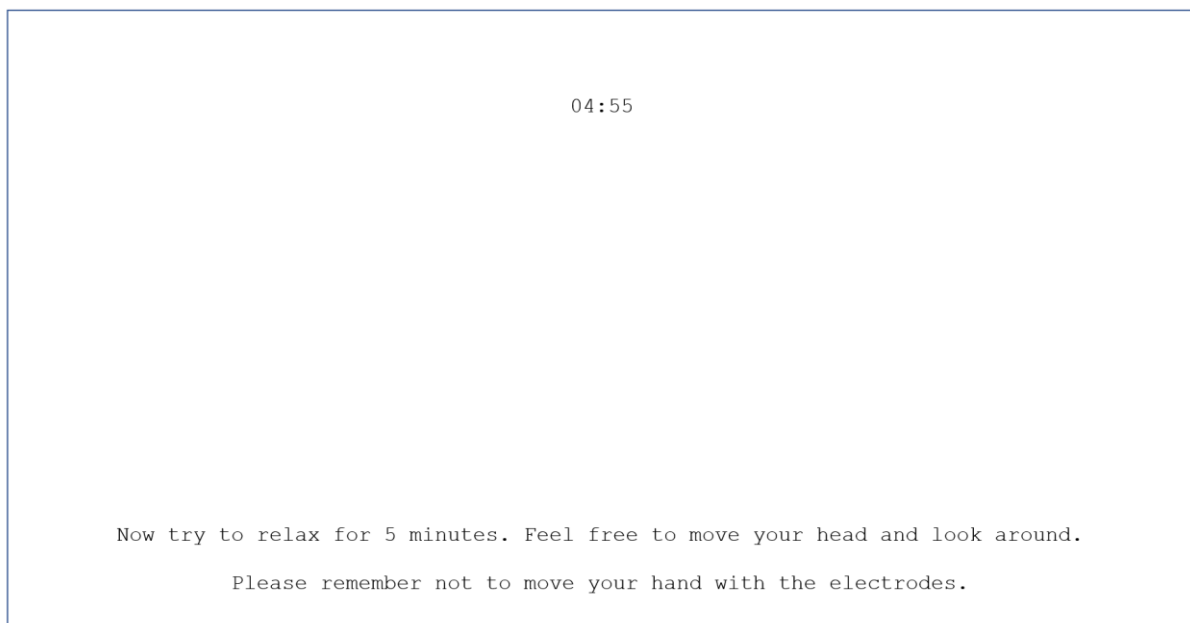 04:55
Now try to relax for 5 minutes. Feel free to move your head and look around.
Please remember not to move your hand with the electrodes.